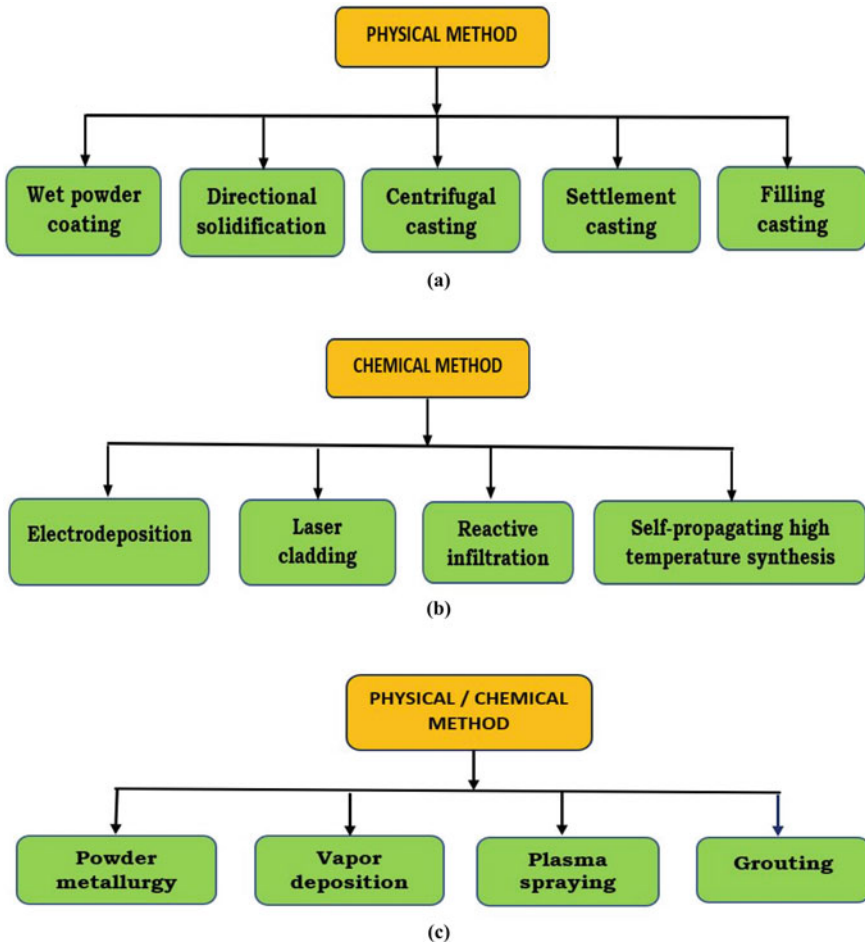 PHYSICAL METHOD
Wet powder
coating
Directional
solidification
Centrifugal
casting
Settlement
casting
Filling
casting
(a)
CHEMICAL METHOD
Electrodeposition
Laser
cladding
Reactive
infiltration
Self-propagating high
temperature synthesis
(b)
PHYSICAL / CHEMICAL
METHOD
Powder
metallurgy
Vapor
deposition
Plasma
spraying
Grouting
(c)